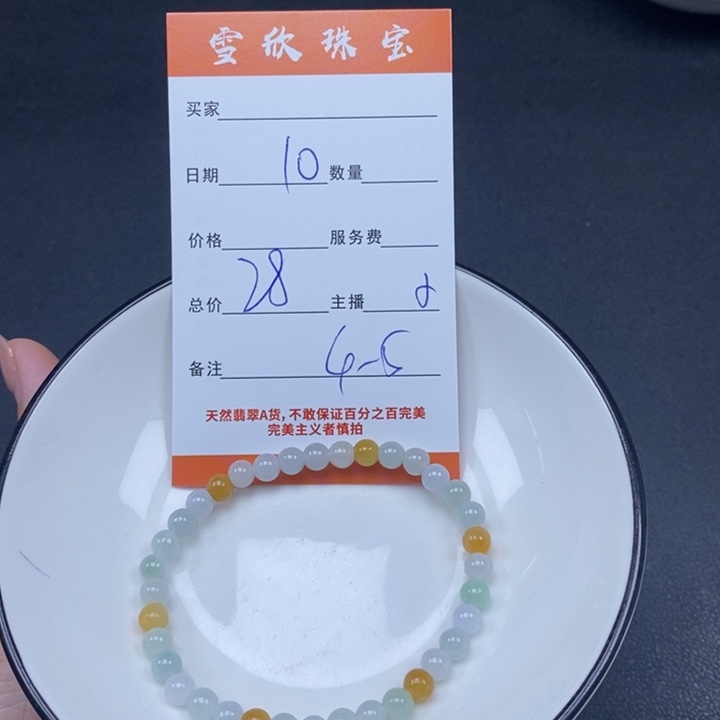 雪欣珠宝
买家
日期 10 数量
价格 服务费
总价 28 主播
备注 4-5
天然翡翠A货,不敢保证百分之百完美
完美主义者慎拍